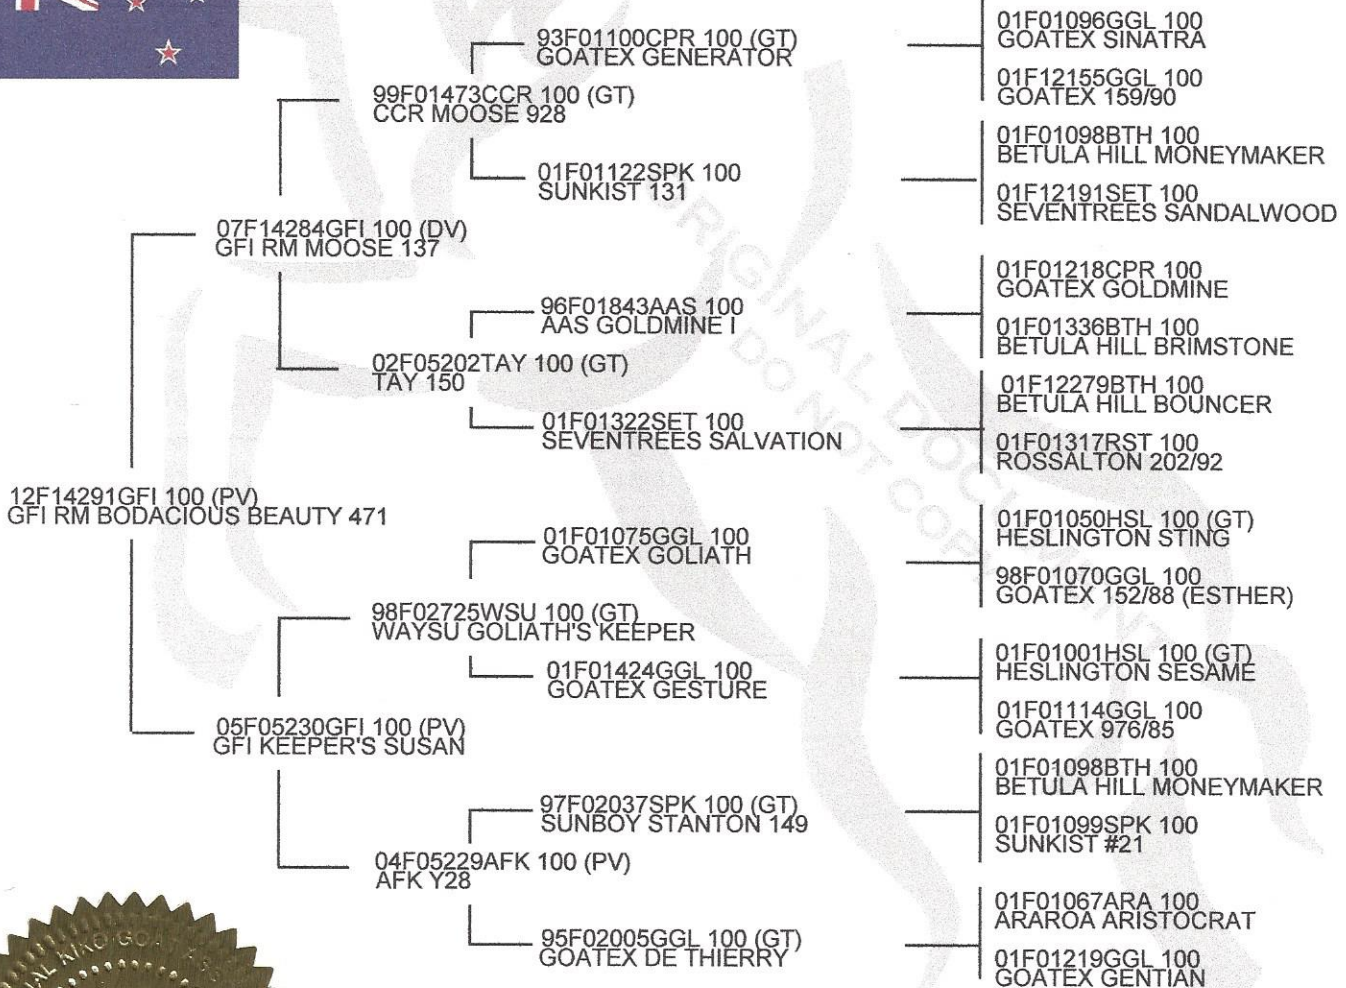 01F01096GGL 100
GOATEX SINATRA
93F01100CPR 100 (GT)
GOATEX GENERATOR
01F12155GGL 100
GOATEX 159/90
99F01473CCR 100 (GT)
CCR MOOSE 928
01F01098BTH 100
BETULA HILL MONEYMAKER
01F01122SPK 100
SUNKIST 131
01F12191SET 100
SEVENTREES SANDALWOOD
07F14284GFI 100 (DV)
GFI RM MOOSE 137
01F01218CPR 100
GOATEX GOLDMINE
96F01843AAS 100
AAS GOLDMINE I
01F01336BTH 100
BETULA HILL BRIMSTONE
02F05202TAY 100 (GT)
TAY 150
01F12279BTH 100
BETULA HILL BOUNCER
01F01322SET 100
SEVENTREES SALVATION
01F01317RST 100
ROSSALTON 202/92
12F14291GFI 100 (PV)
GFI RM BODACIOUS BEAUTY 471
01F01050HSL 100 (GT)
HESLINGTON STING
01F01075GGL 100
GOATEX GOLIATH
98F01070GGL 100
GOATEX 152/88 (ESTHER)
98F02725WSU 100 (GT)
WAYSU GOLIATH'S KEEPER
01F01001HSL 100 (GT)
HESLINGTON SESAME
01F01424GGL 100
GOATEX GESTURE
01F01114GGL 100
GOATEX 976/85
05F05230GFI 100 (PV)
GFI KEEPER'S SUSAN
01F01098BTH 100
BETULA HILL MONEYMAKER
97F02037SPK 100 (GT)
SUNBOY STANTON 149
01F01099SPK 100
SUNKIST #21
04F05229AFK 100 (PV)
AFK Y28
01F01067ARA 100
ARAROA ARISTOCRAT
95F02005GGL 100 (GT)
GOATEX DE THIERRY
01F01219GGL 100
GOATEX GENTIAN
ORIGINAL DOCUMENT
DO NOT COPY
KIKO GOAT